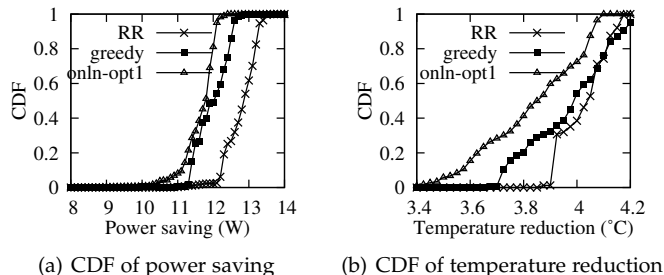 1
0.8
0.6
0.4
0.2
0
CDF
RR
greedy
onln-opt1
8 9 10 11 12 13 14
Power saving (W)
(a) CDF of power saving
1
0.8
0.6
0.4
0.2
0
CDF
RR
greedy
onln-opt1
3.4 3.6 3.8 4 4.2
Temperature reduction (°C)
(b) CDF of temperature reduction